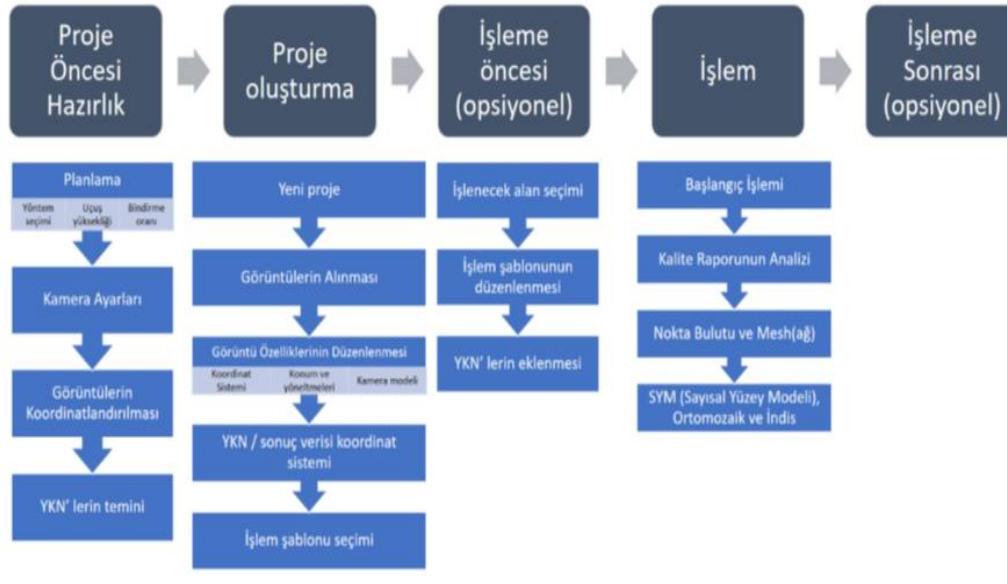 Proje
Öncesi
Hazırlık
Proje
oluşturma
İşleme
öncesi
(opsiyonel)
İşlem
İşleme
Sonrası
(opsiyonel)
Planlama
Yöntem
seçimi
Uçuş
yüksekliği
Bindirme
oranı
Kamera Ayarları
Görüntülerin
Koordinatlandırılması
YKN' lerin temini
Yeni proje
Görüntülerin Alınması
Görüntü Özelliklerinin Düzenlenmesi
Koordinat
Sistemi
Konum ve
yöneltmeleri
Kamera modeli
YKN / sonuç verisi koordinat
sistemi
İşlem şablonu seçimi
İşlenecek alan seçimi
İşlem şablonunun
düzenlenmesi
YKN' lerin eklenmesi
Başlangıç İşlemi
Kalite Raporunun Analizi
Nokta Bulutu ve Mesh(ağ)
SYM (Sayısal Yüzey Modeli),
Ortomozaik ve İndis